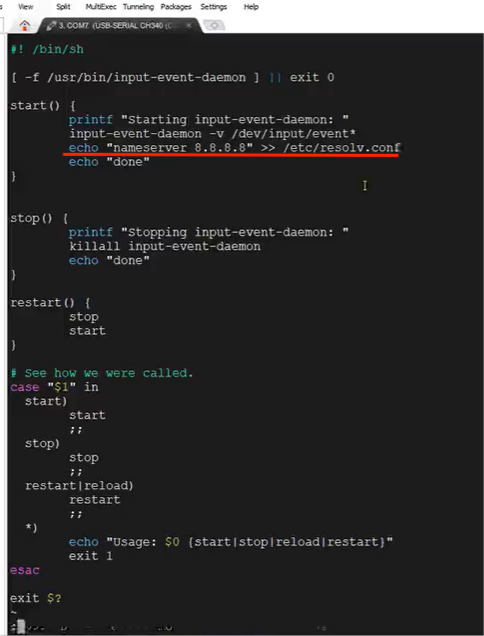 View Split MultiExec Tunneling Packages Settings Help
3. COM7 (USB-SERIAL CH340 (C
#! /bin/sh
[ -f /usr/bin/input-event-daemon ] || exit 0
start() {
printf "Starting input-event-daemon: "
input-event-daemon -v /dev/input/event*
echo "nameserver 8.8.8.8" >> /etc/resolv.conf
echo "done"
}
stop() {
printf "Stopping input-event-daemon: "
killall input-event-daemon
echo "done"
}
restart() {
stop
start
}
# See how we were called.
case "$1" in
start)
start
;;
stop)
stop
;;
restart|reload)
restart
;;
*)
echo "Usage: $0 {start|stop|reload|restart}"
exit 1
esac
exit $?
~